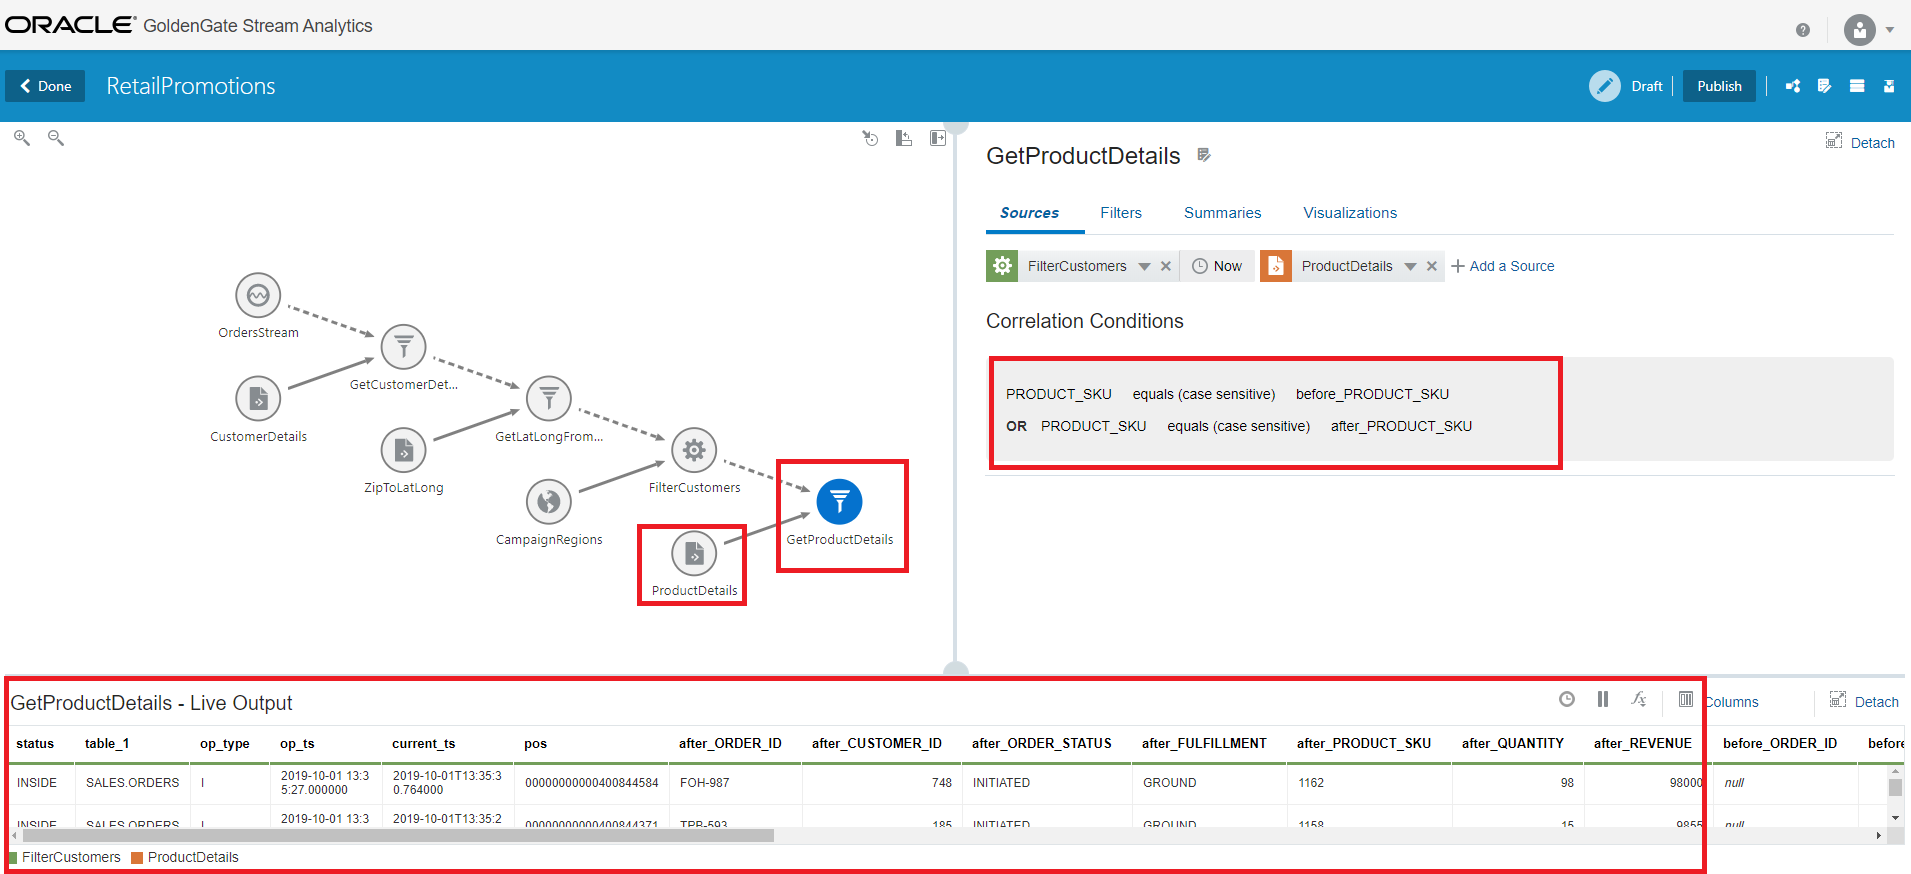 ORACLE GoldenGate Stream Analytics
Done RetailPromotions Draft Publish
OrdersStream
GetCustomerDet...
CustomerDetails
GetLatLongFrom...
ZipToLatLong
FilterCustomers
CampaignRegions
GetProductDetails
ProductDetails
GetProductDetails
Detach
Sources Filters Summaries Visualizations
FilterCustomers Now ProductDetails Add a Source
Correlation Conditions
PRODUCT_SKU equals (case sensitive) before_PRODUCT_SKU
OR PRODUCT_SKU equals (case sensitive) after_PRODUCT_SKU
GetProductDetails - Live Output Columns Detach
status table_1 op_type op_ts current_ts pos after_ORDER_ID after_CUSTOMER_ID after_ORDER_STATUS after_FULFILLMENT after_PRODUCT_SKU after_QUANTITY after_REVENUE before_ORDER_ID before
INSIDE SALES.ORDERS I 2019-10-01 13:3 2019-10-01T13:35:3 00000000000400844584 FOH-987 748 INITIATED GROUND 1162 98 98000 null
5:27.000000 0.764000
INSIDE SALES.ORDERS I 2019-10-01 13:3 2019-10-01T13:35:2 00000000000400844371 TPB-593 185 INITIATED GROUND 1158 15 9855 null
FilterCustomers ProductDetails